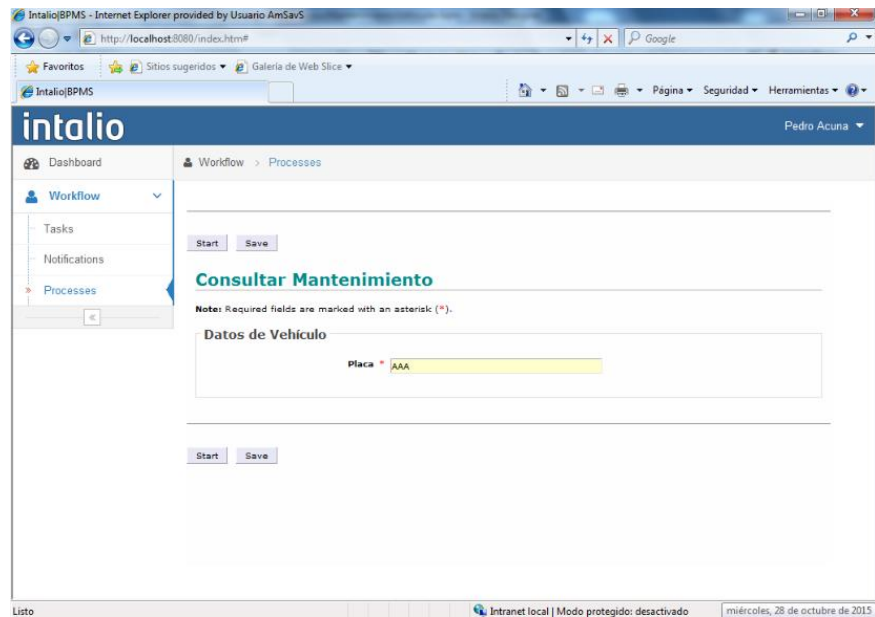 Intalio|BPMS - Internet Explorer provided by Usuario AmSavS
http://localhost:8080/index.htm#
Google
Favoritos
Sitios sugeridos
Galería de Web Slice
Intalio|BPMS
Página
Seguridad
Herramientas
intalio
Pedro Acuna
Dashboard
Workflow > Processes
Workflow
Tasks
Notifications
Processes
«
Start
Save
Consultar Mantenimiento
Note: Required fields are marked with an asterisk (*).
Datos de Vehículo
Placa * AAA
Start
Save
Listo
Intranet local | Modo protegido: desactivado
miércoles, 28 de octubre de 2015